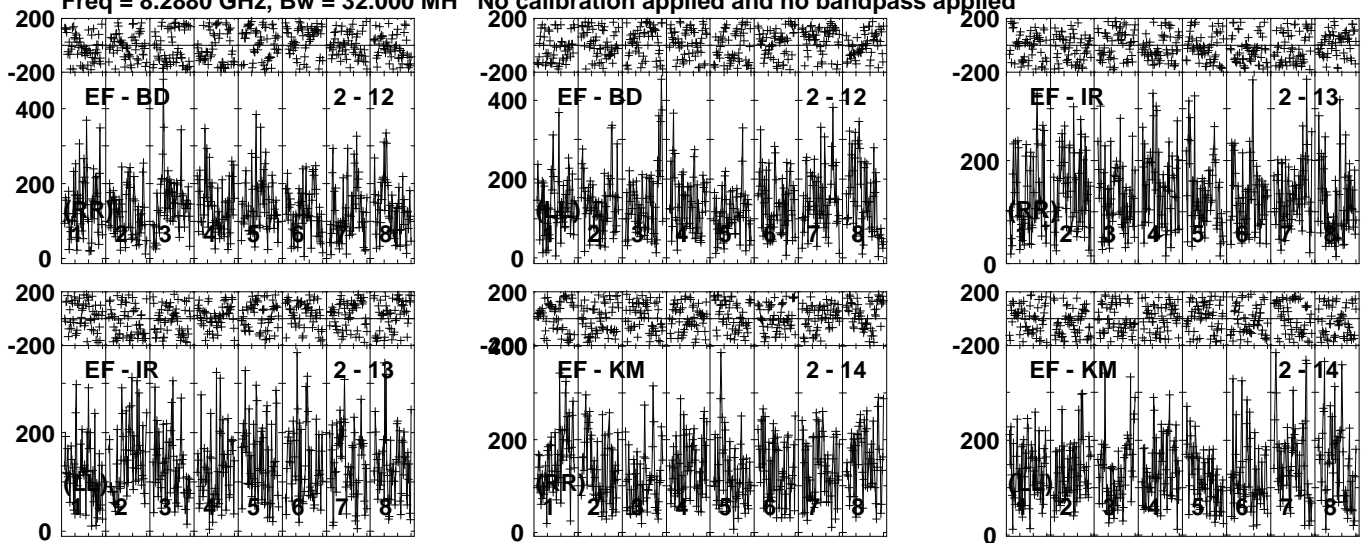 Freq = 8.2880 GHz, Bw = 32.000 MH No calibration applied and no bandpass applied
200
-200
EF - BD 2 - 12
400
200
0
(RR)
1 2 3 4 5 6 7 8
200
-200
EF - BD 2 - 12
400
200
0
(LL)
1 2 3 4 5 6 7 8
200
-200
EF - IR 2 - 13
200
0
(RR)
1 2 3 4 5 6 7 8
200
-200
EF - IR 2 - 13
200
0
(LL)
1 2 3 4 5 6 7 8
200
-200
400
EF - KM 2 - 14
200
0
(RR)
1 2 3 4 5 6 7 8
200
-200
EF - KM 2 - 14
200
0
(LL)
1 2 3 4 5 6 7 8